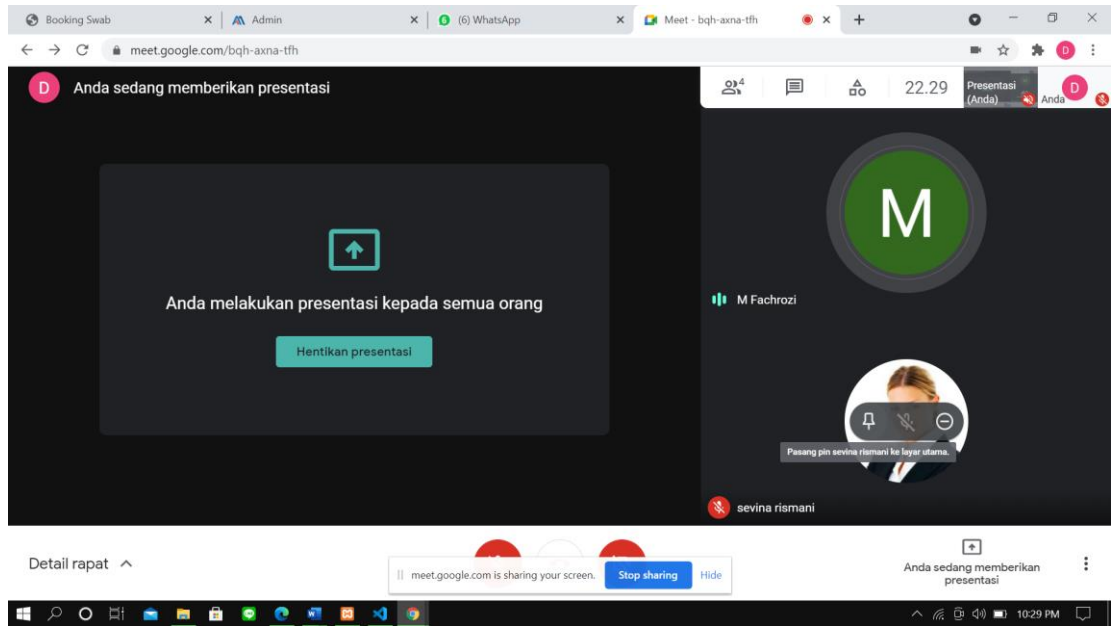 Booking Swab
Admin
(6) WhatsApp
Meet - bqh-axna-tfh
meet.google.com/bqh-axna-tfh
D
D
Anda sedang memberikan presentasi
4
22.29
Presentasi
(Anda)
Anda
D
M
Anda melakukan presentasi kepada semua orang
Hentikan presentasi
M Fachrozi
Pasang pin sevina rismani ke layar utama.
sevina rismani
Detail rapat
meet.google.com is sharing your screen.
Stop sharing
Hide
Anda sedang memberikan
presentasi
10:29 PM